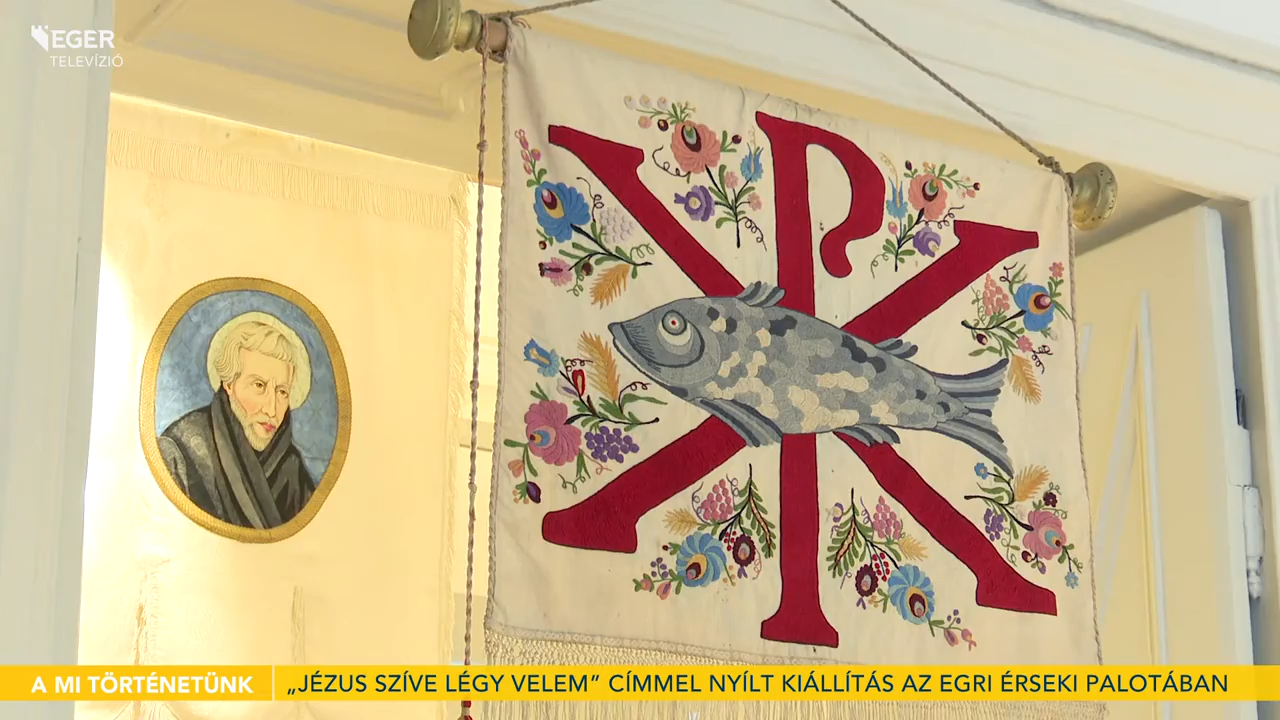 EGER
TELEVÍZIÓ
A MI TÖRTÉNETÜNK
„JÉZUS SZÍVE LÉGY VELEM” CÍMMEL NYÍLT KIÁLLÍTÁS AZ EGRI ÉRSEKI PALOTÁBAN